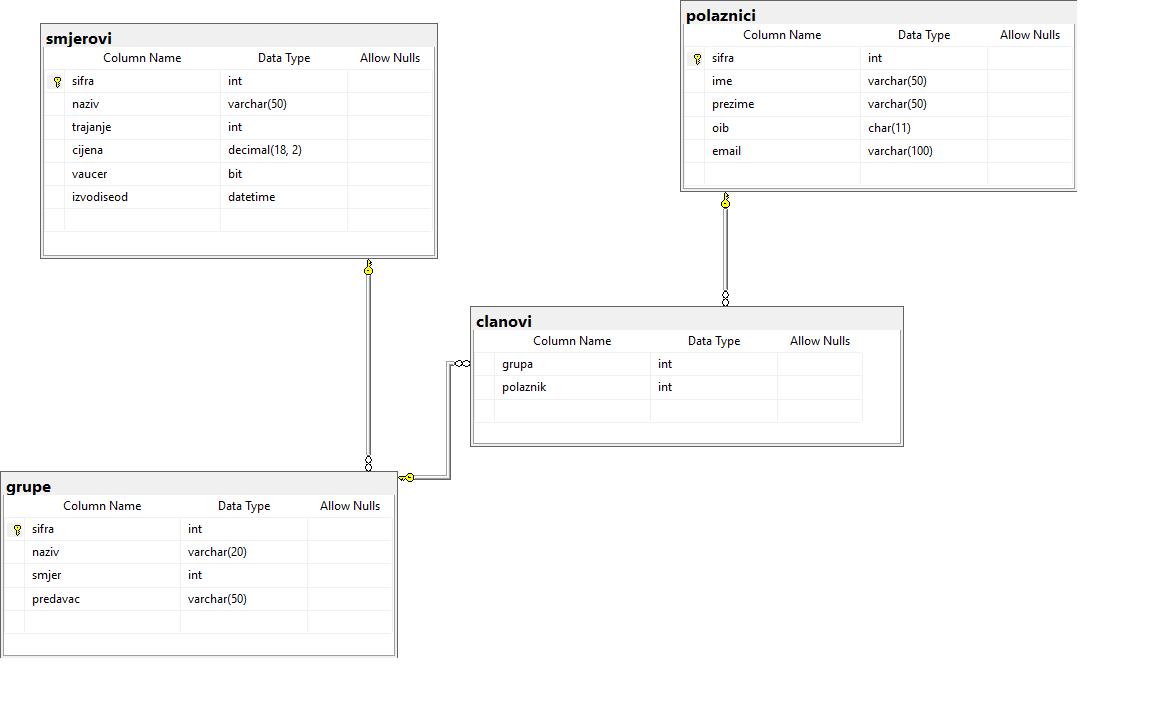 smjerovi
Column Name Data Type Allow Nulls
sifra int
naziv varchar(50)
trajanje int
cijena decimal(18, 2)
vaucer bit
izvodiseod datetime
polaznici
Column Name Data Type Allow Nulls
sifra int
ime varchar(50)
prezime varchar(50)
oib char(11)
email varchar(100)
clanovi
Column Name Data Type Allow Nulls
grupa int
polaznik int
grupe
Column Name Data Type Allow Nulls
sifra int
naziv varchar(20)
smjer int
predavac varchar(50)